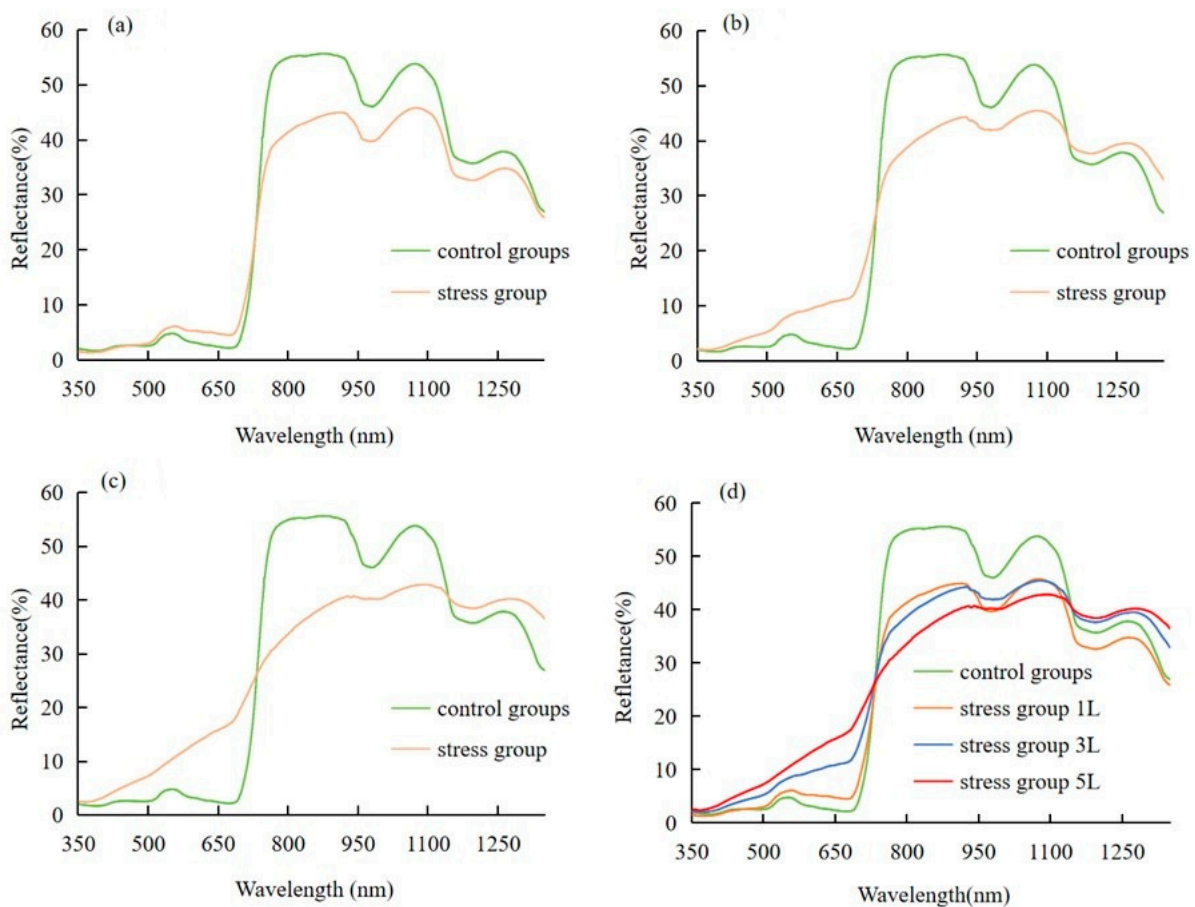 (a)
60
50
40
30
20
10
0
Reflectance(%)
control groups
stress group
350 500 650 800 950 1100 1250
Wavelength (nm)
(b)
60
50
40
30
20
10
0
Reflectance(%)
control groups
stress group
350 500 650 800 950 1100 1250
Wavelength (nm)
(c)
60
50
40
30
20
10
0
Reflectance(%)
control groups
stress group
350 500 650 800 950 1100 1250
Wavelength (nm)
(d)
60
50
40
30
20
10
0
Refletance(%)
control groups
stress group 1L
stress group 3L
stress group 5L
350 500 650 800 950 1100 1250
Wavelength(nm)